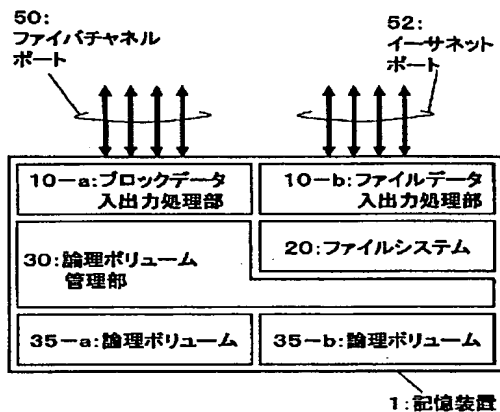 50:
ファイバチャネル
ポート
52:
イーサネット
ポート
10-a:ブロックデータ
入出力処理部
10-b:ファイルデータ
入出力処理部
30:論理ボリューム
管理部
20:ファイルシステム
35-a:論理ボリューム
35-b:論理ボリューム
1:記憶装置